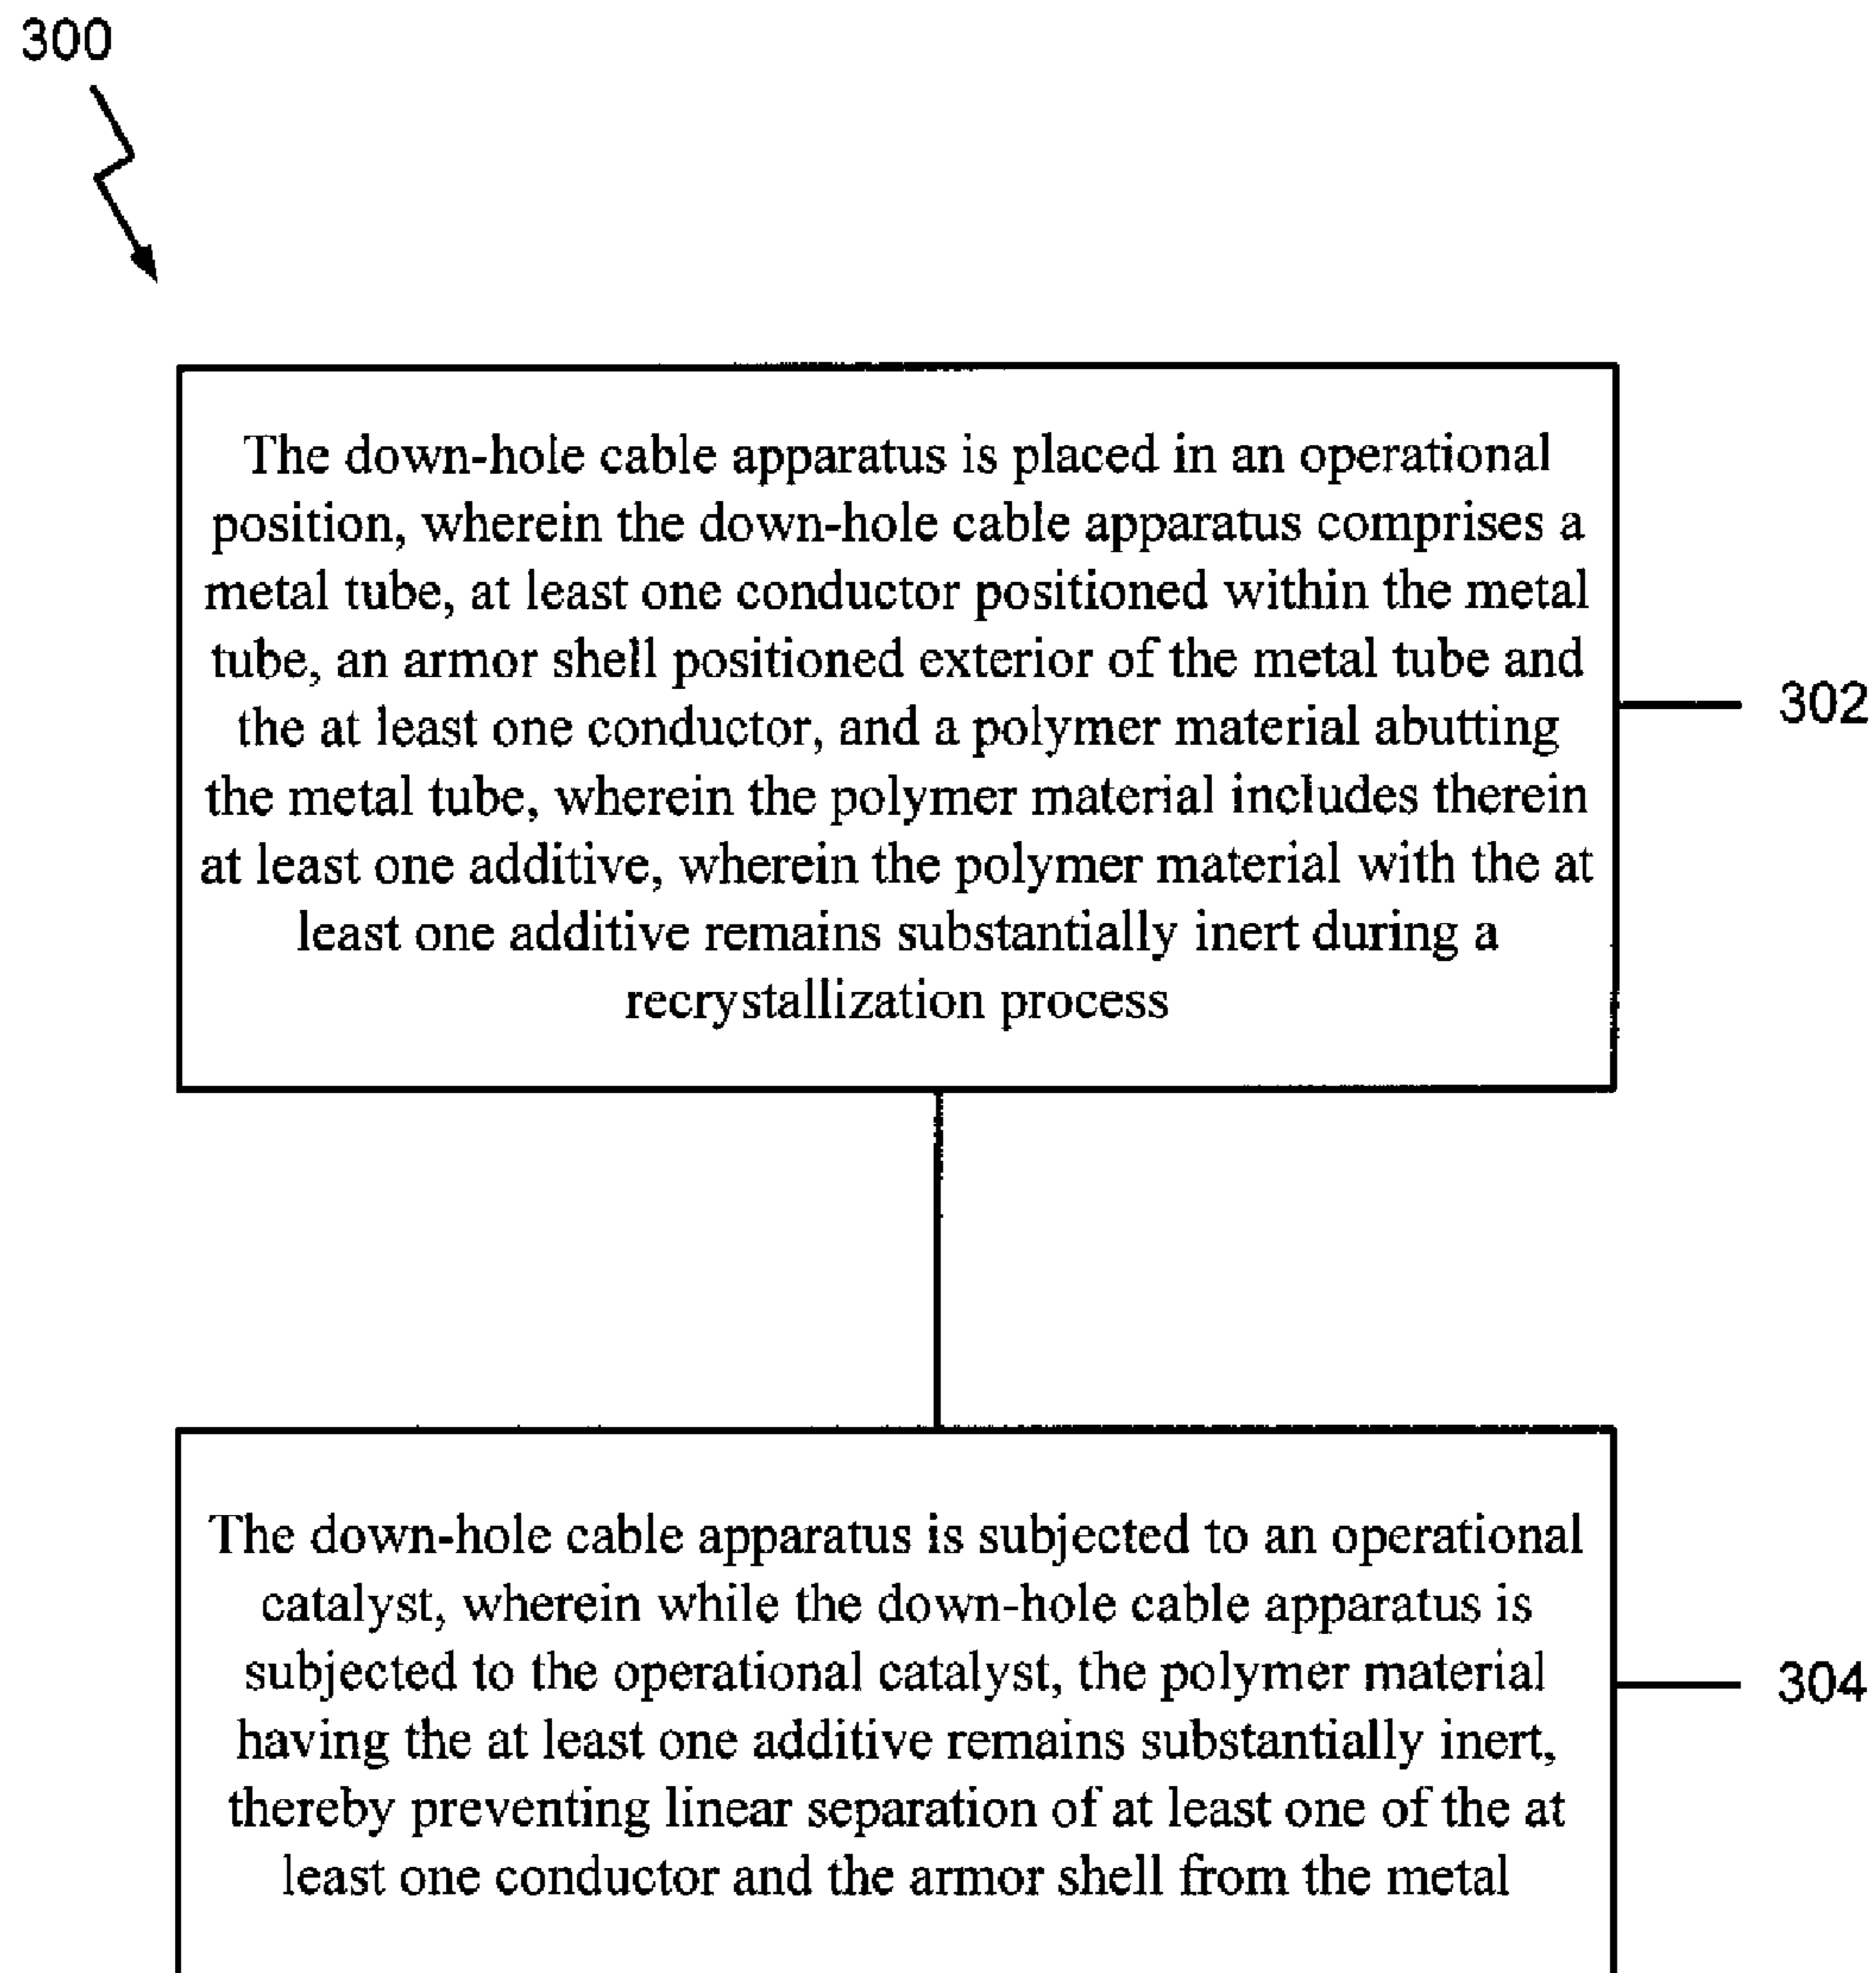 300
The down-hole cable apparatus is placed in an operational
position, wherein the down-hole cable apparatus comprises a
metal tube, at least one conductor positioned within the metal
tube, an armor shell positioned exterior of the metal tube and
the at least one conductor, and a polymer material abutting
the metal tube, wherein the polymer material includes therein
at least one additive, wherein the polymer material with the at
least one additive remains substantially inert during a
recrystallization process
302
The down-hole cable apparatus is subjected to an operational
catalyst, wherein while the down-hole cable apparatus is
subjected to the operational catalyst, the polymer material
having the at least one additive remains substantially inert,
thereby preventing linear separation of at least one of the at
least one conductor and the armor shell from the metal
304